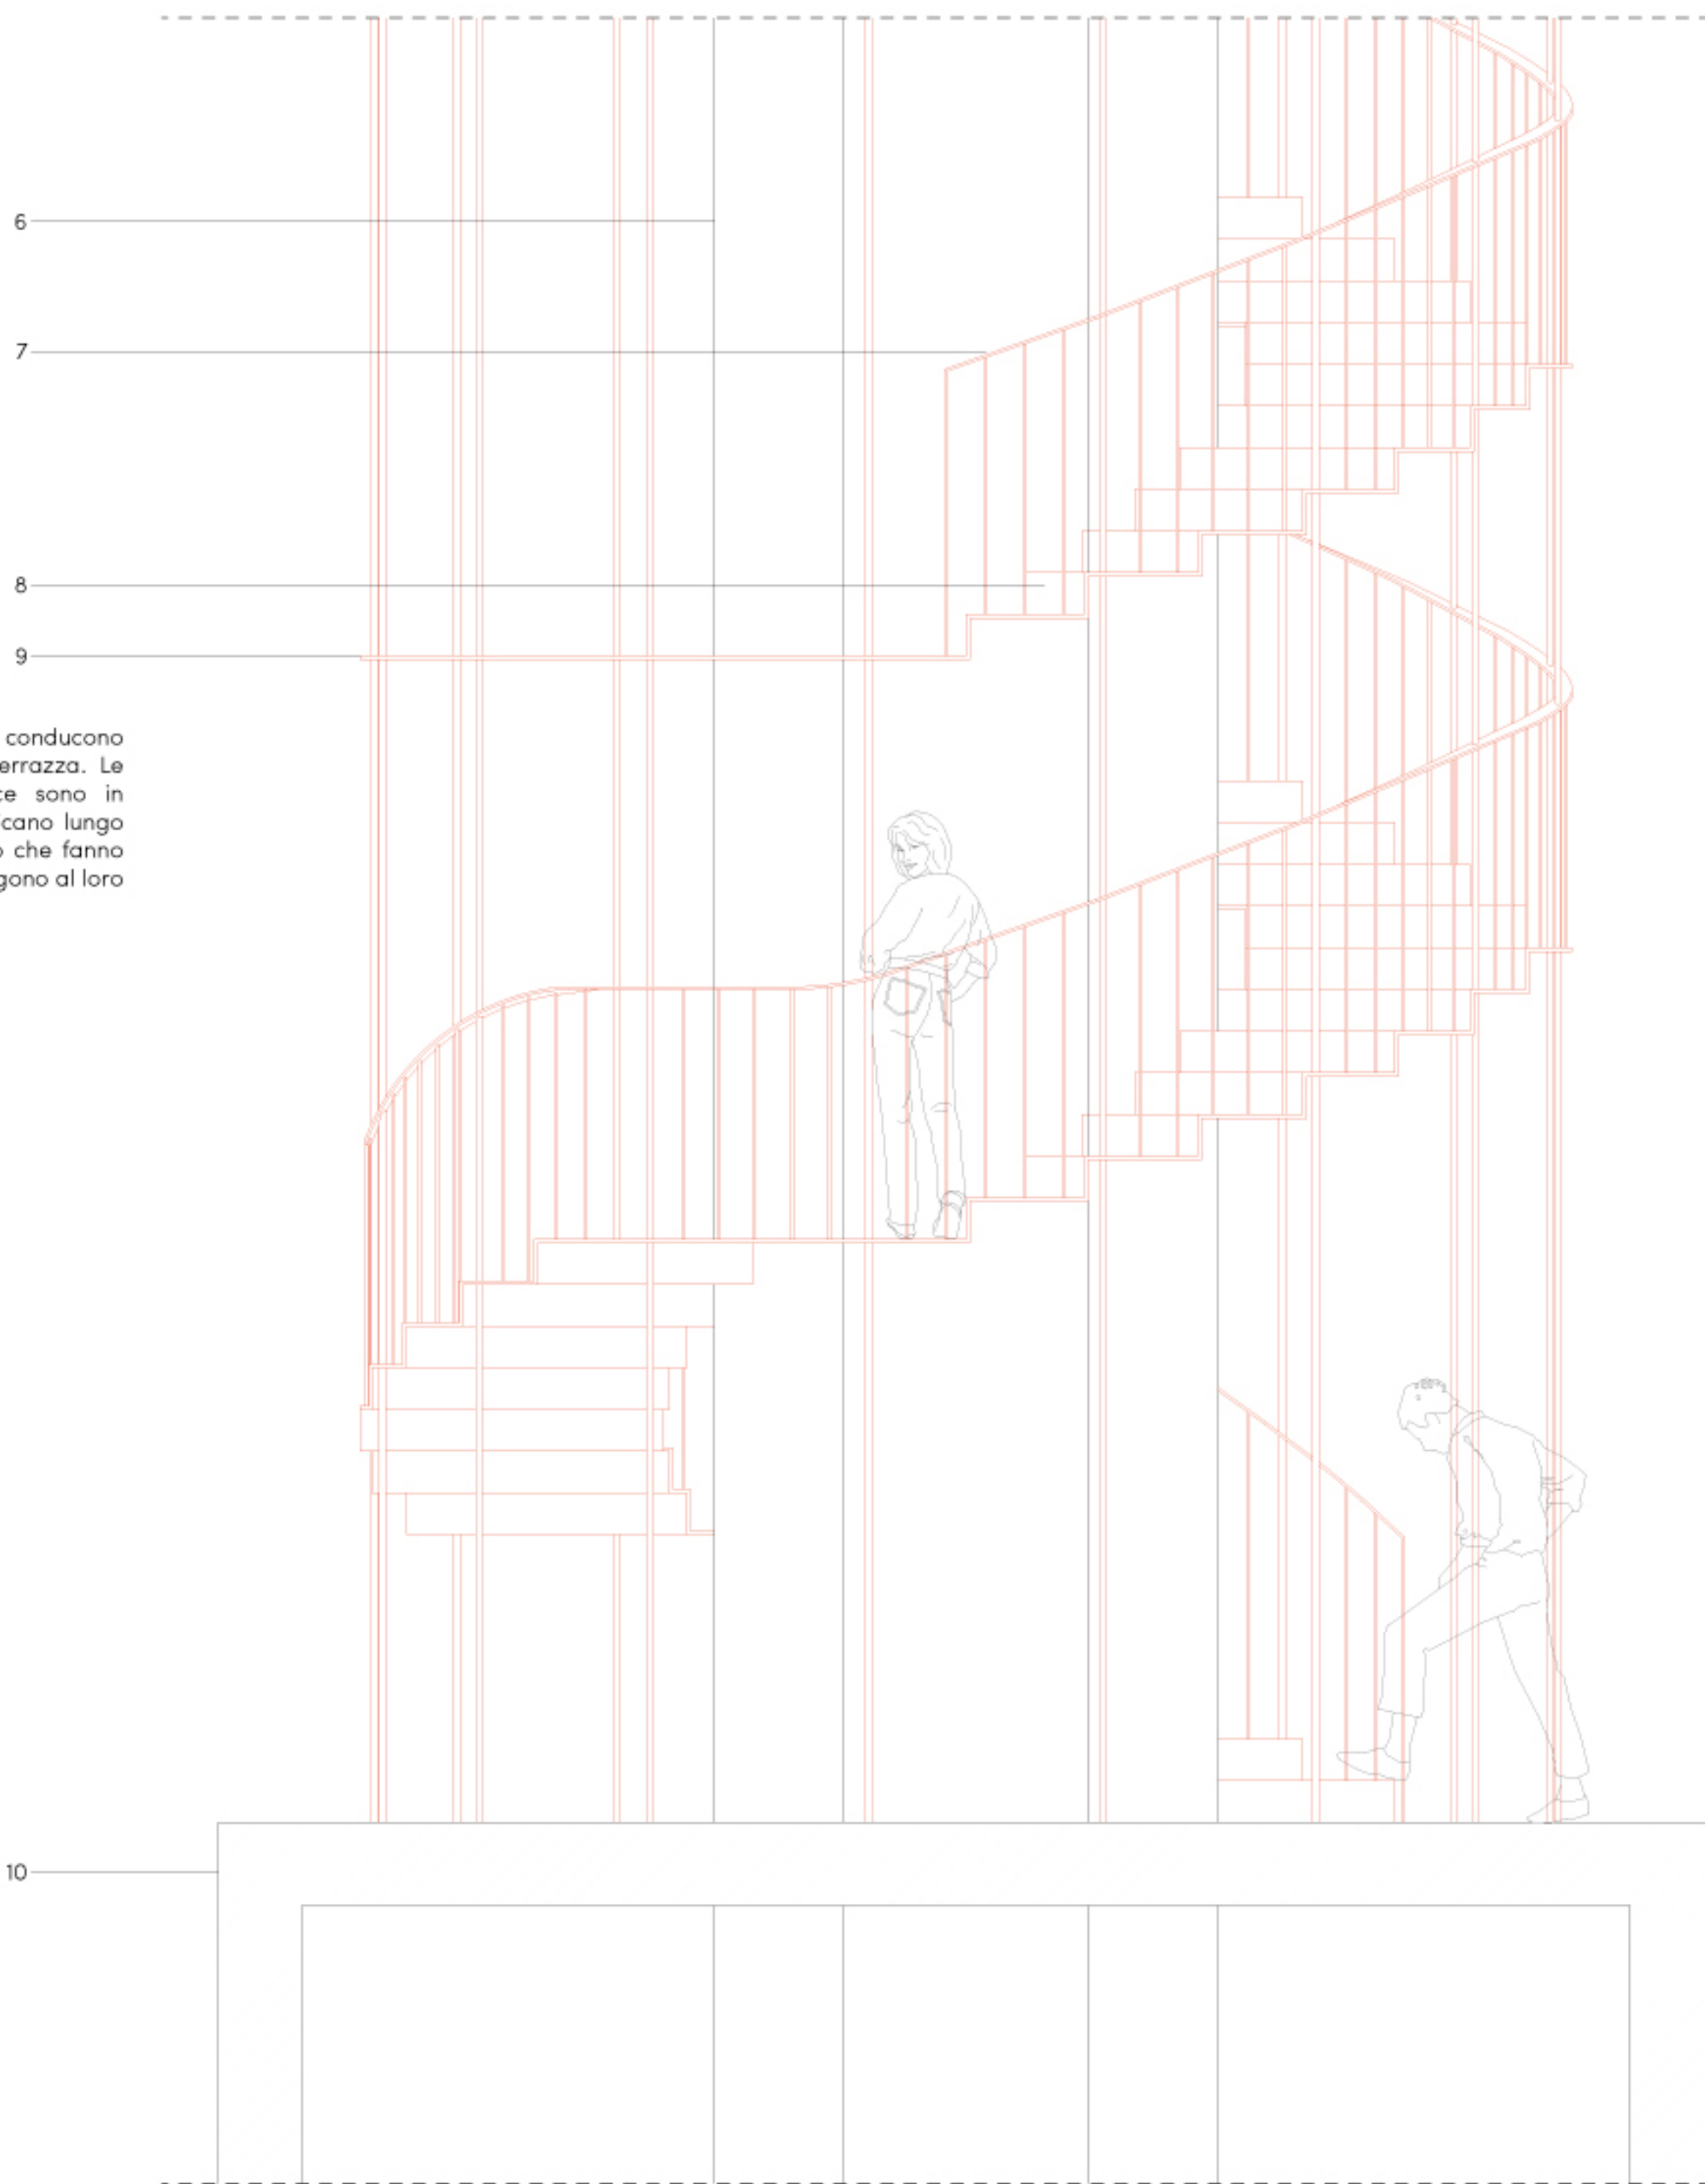 6
7
8
9
conducono
errazza. Le
ce sono in
cano lungo
o che fanno
gono al loro
10